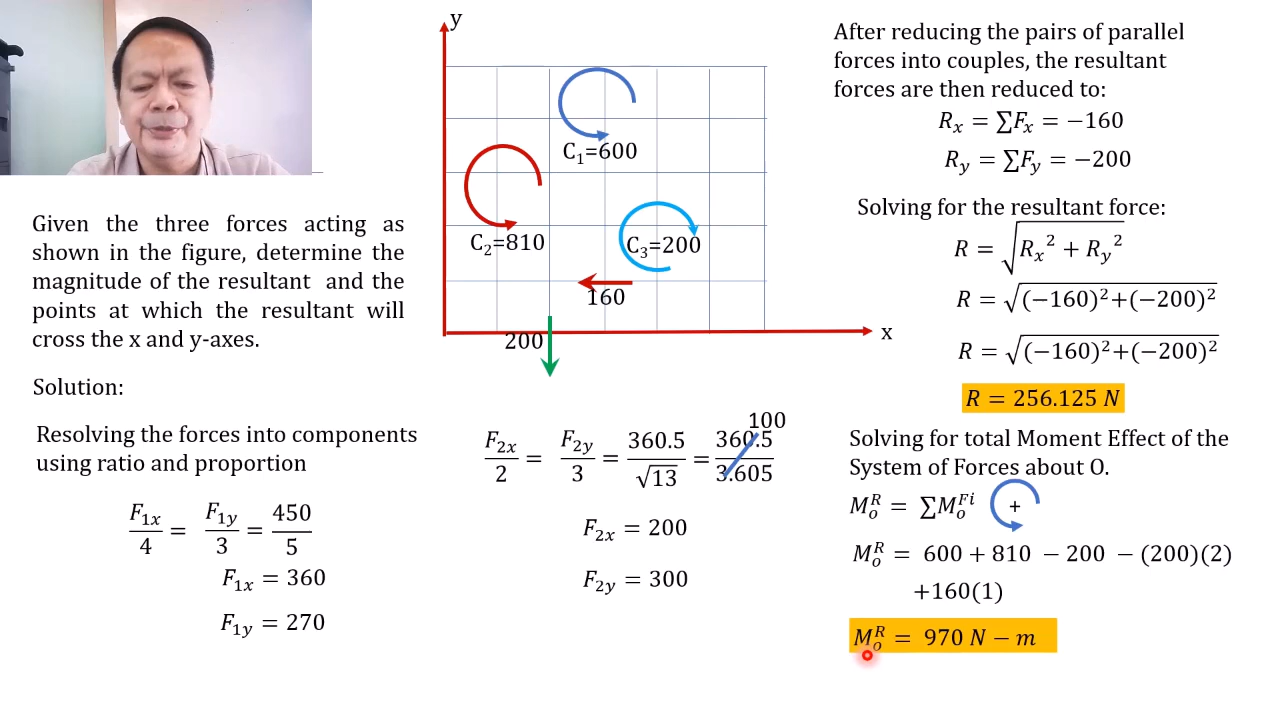 Given the three forces acting as
shown in the figure, determine the
magnitude of the resultant and the
points at which the resultant will
cross the x and y-axes.
Solution:
Resolving the forces into components
using ratio and proportion
F₁ₓ/4 = F₁ᵧ/3 = 450/5
F₁ₓ = 360
F₁ᵧ = 270
y
C₁=600
C₂=810
C₃=200
160
200
x
100
F₂ₓ/2 = F₂ᵧ/3 = 360.5/√13 = 360.5/3.605
F₂ₓ = 200
F₂ᵧ = 300
After reducing the pairs of parallel
forces into couples, the resultant
forces are then reduced to:
Rₓ = ∑Fₓ = −160
Rᵧ = ∑Fᵧ = −200
Solving for the resultant force:
R = √(Rₓ² + Rᵧ²)
R = √((−160)²+(−200)²)
R = √((−160)²+(−200)²)
R = 256.125 N
Solving for total Moment Effect of the
System of Forces about O.
Mₒᴿ = ∑Mₒ^Fi +
Mₒᴿ = 600 + 810 − 200 − (200)(2)
+160(1)
Mₒᴿ = 970 N − m